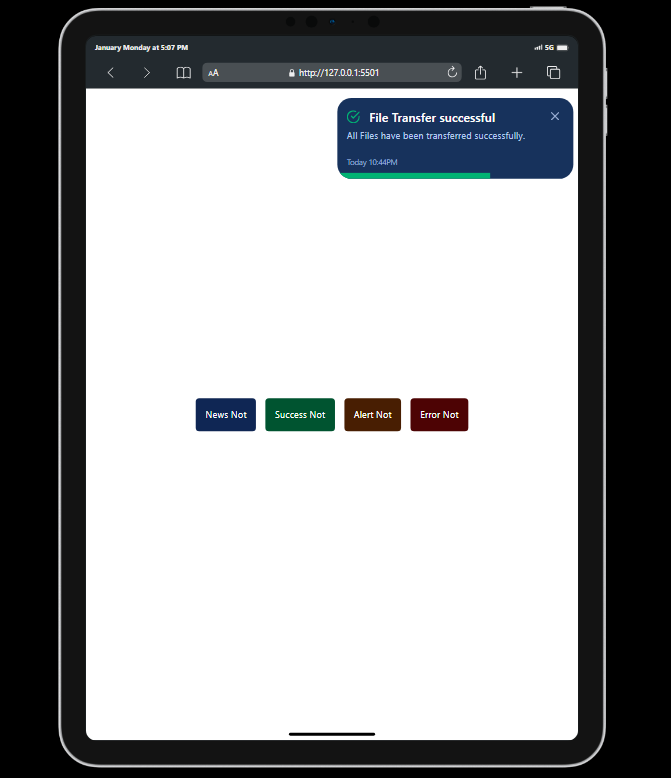 January Monday at 5:07 PM
5G
AA
http://127.0.0.1:5501
File Transfer successful
All Files have been transferred successfully.
Today 10:44PM
News Not
Success Not
Alert Not
Error Not